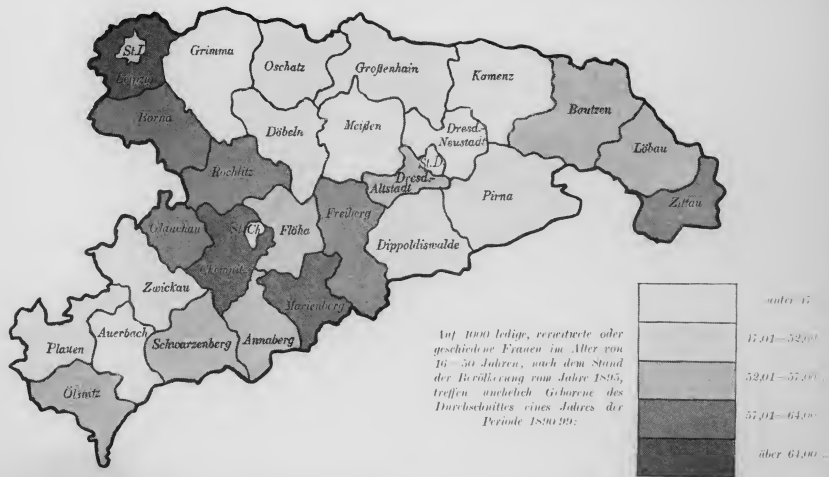 St.L
Leipzig
Grimma
Oschatz
Großenhain
Kamenz
Bautzen
Löbau
Zittau
Borna
Döbeln
Meißen
Dresd.-
Neustadt
St.D.
Dresd.-
Altstadt
Rochlitz
Pirna
Freiberg
Dippoldiswalde
Glauchau
St.Ch
Flöha
Chemnitz
Zwickau
Marienberg
Auerbach
Plauen
Schwarzenberg
Annaberg
Ölsnitz
Auf 1000 ledige, verwitwete oder
geschiedene Frauen im Alter von
16—50 Jahren, nach dem Stand
der Bevölkerung vom Jahre 1895,
treffen unehelich Geborene des
Durchschnittes eines Jahres der
Periode 1890/99:
unter 47
47,01—52,00
52,01—57,00
57,01—64,00
über 64,00